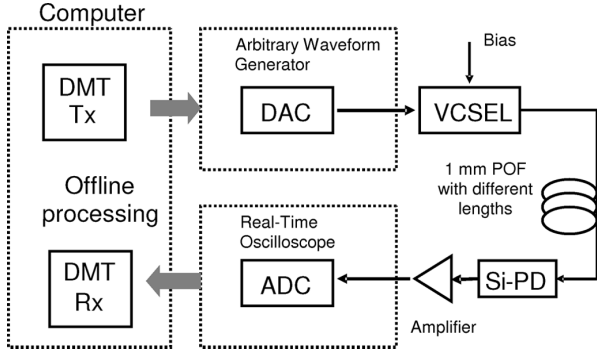 Computer
DMT
Tx
Offline
processing
DMT
Rx
Arbitrary Waveform
Generator
DAC
Bias
VCSEL
1 mm POF
with different
lengths
Real-Time
Oscilloscope
ADC
Amplifier
Si-PD